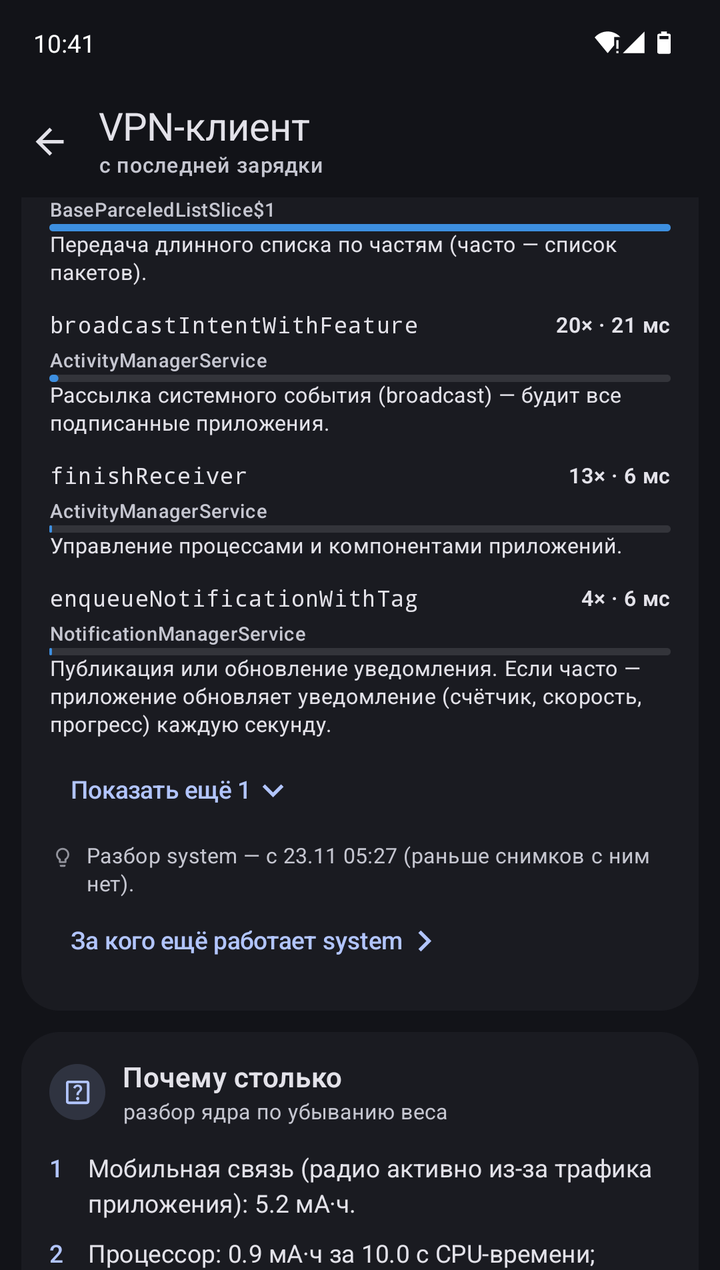 10:41
VPN-клиент
с последней зарядки
BaseParceledListSlice$1
Передача длинного списка по частям (часто — список
пакетов).
broadcastIntentWithFeature 20× · 21 мс
ActivityManagerService
Рассылка системного события (broadcast) — будит все
подписанные приложения.
finishReceiver 13× · 6 мс
ActivityManagerService
Управление процессами и компонентами приложений.
enqueueNotificationWithTag 4× · 6 мс
NotificationManagerService
Публикация или обновление уведомления. Если часто —
приложение обновляет уведомление (счётчик, скорость,
прогресс) каждую секунду.
Показать ещё 1
Разбор system — с 23.11 05:27 (раньше снимков с ним
нет).
За кого ещё работает system
Почему столько
разбор ядра по убыванию веса
1 Мобильная связь (радио активно из-за трафика
приложения): 5.2 мА·ч.
2 Процессор: 0.9 мА·ч за 10.0 с CPU-времени;